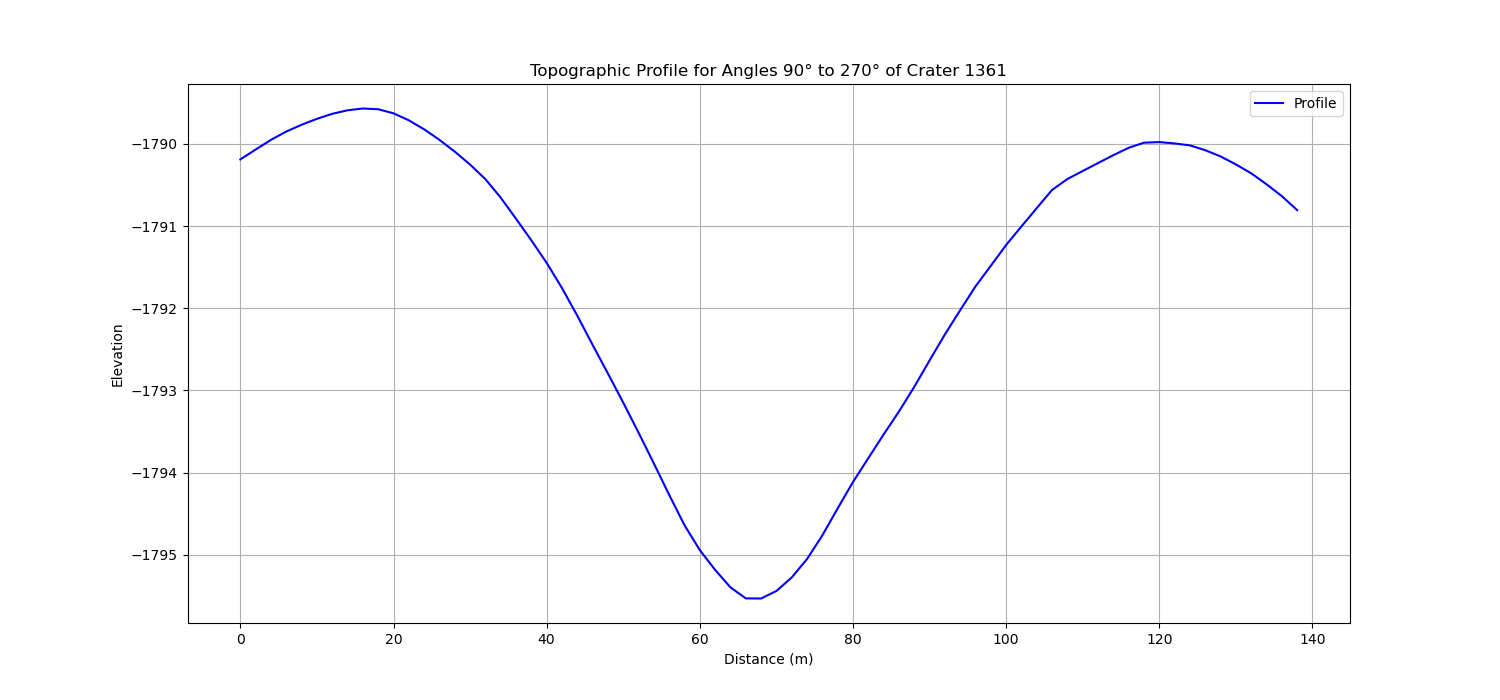 Topographic Profile for Angles 90° to 270° of Crater 1361
Profile
−1790
−1791
−1792
−1793
−1794
−1795
Elevation
0 20 40 60 80 100 120 140
Distance (m)